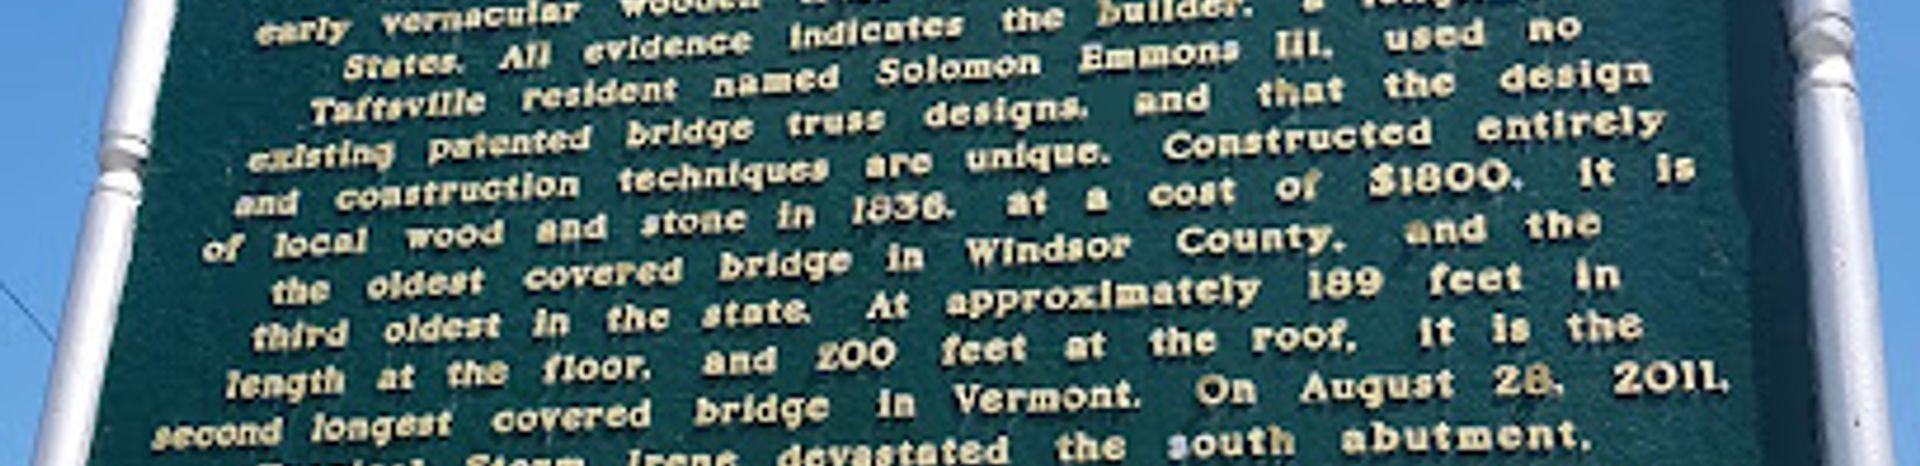 early vernacular wooden
States. All evidence indicates the builder, a
Taftsville resident named Solomon Emmons III, used no
existing patented bridge truss designs, and that the design
and construction techniques are unique. Constructed entirely
of local wood and stone in 1836, at a cost of $1800, it is
the oldest covered bridge in Windsor County, and the
third oldest in the state. At approximately 189 feet in
length at the floor, and 200 feet at the roof, it is the
second longest covered bridge in Vermont. On August 28, 2011,
Tropical Storm Irene devastated the south abutment,